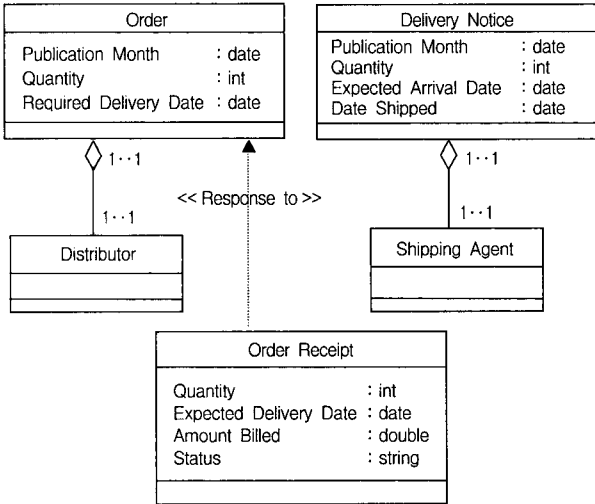 Order
Publication Month : date
Quantity : int
Required Delivery Date : date
Delivery Notice
Publication Month : date
Quantity : int
Expected Arrival Date : date
Date Shipped : date
1··1
1··1
<< Response to >>
1··1
1··1
Distributor
Shipping Agent
Order Receipt
Quantity : int
Expected Delivery Date : date
Amount Billed : double
Status : string